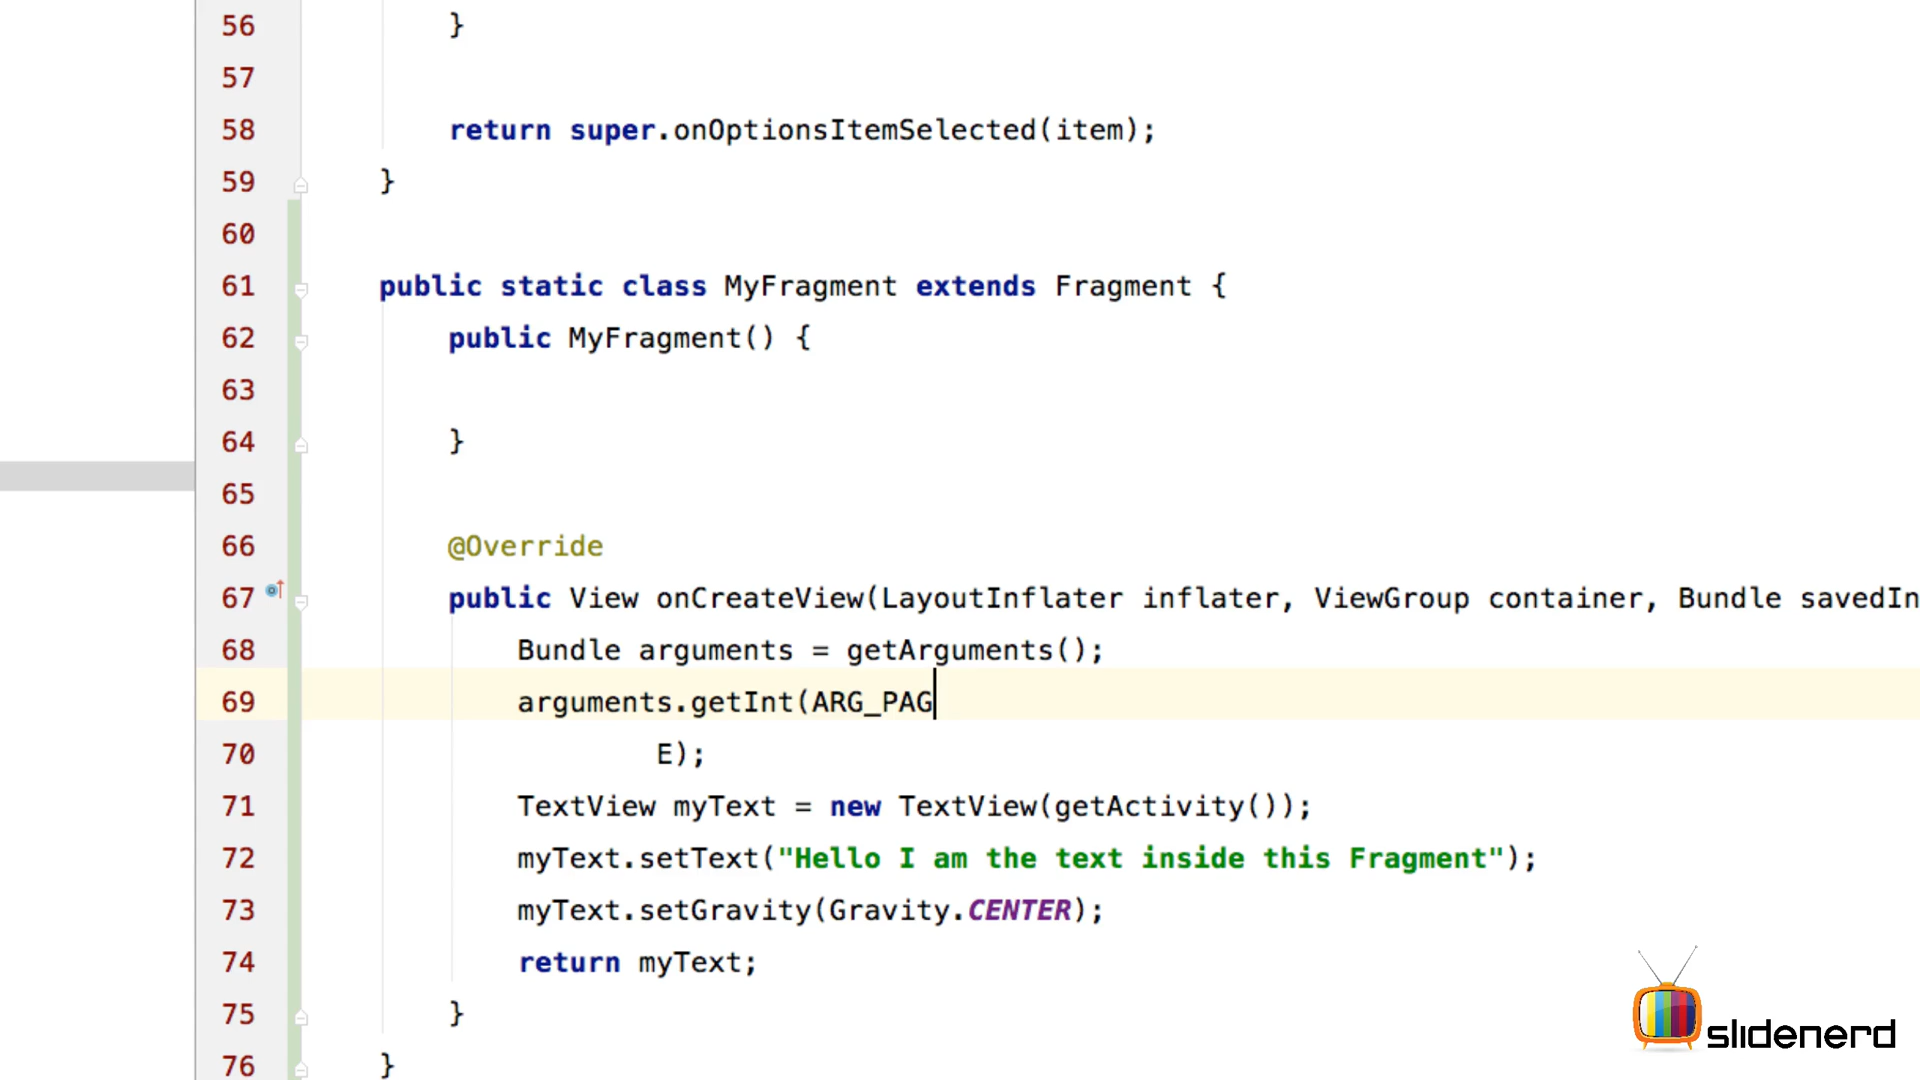 56 }
57
58 return super.onOptionsItemSelected(item);
59 }
60
61 public static class MyFragment extends Fragment {
62 public MyFragment() {
63
64 }
65
66 @Override
67 public View onCreateView(LayoutInflater inflater, ViewGroup container, Bundle savedIn
68 Bundle arguments = getArguments();
69 arguments.getInt(ARG_PAG
70 E);
71 TextView myText = new TextView(getActivity());
72 myText.setText("Hello I am the text inside this Fragment");
73 myText.setGravity(Gravity.CENTER);
74 return myText;
75 }
76 }
slidenerd